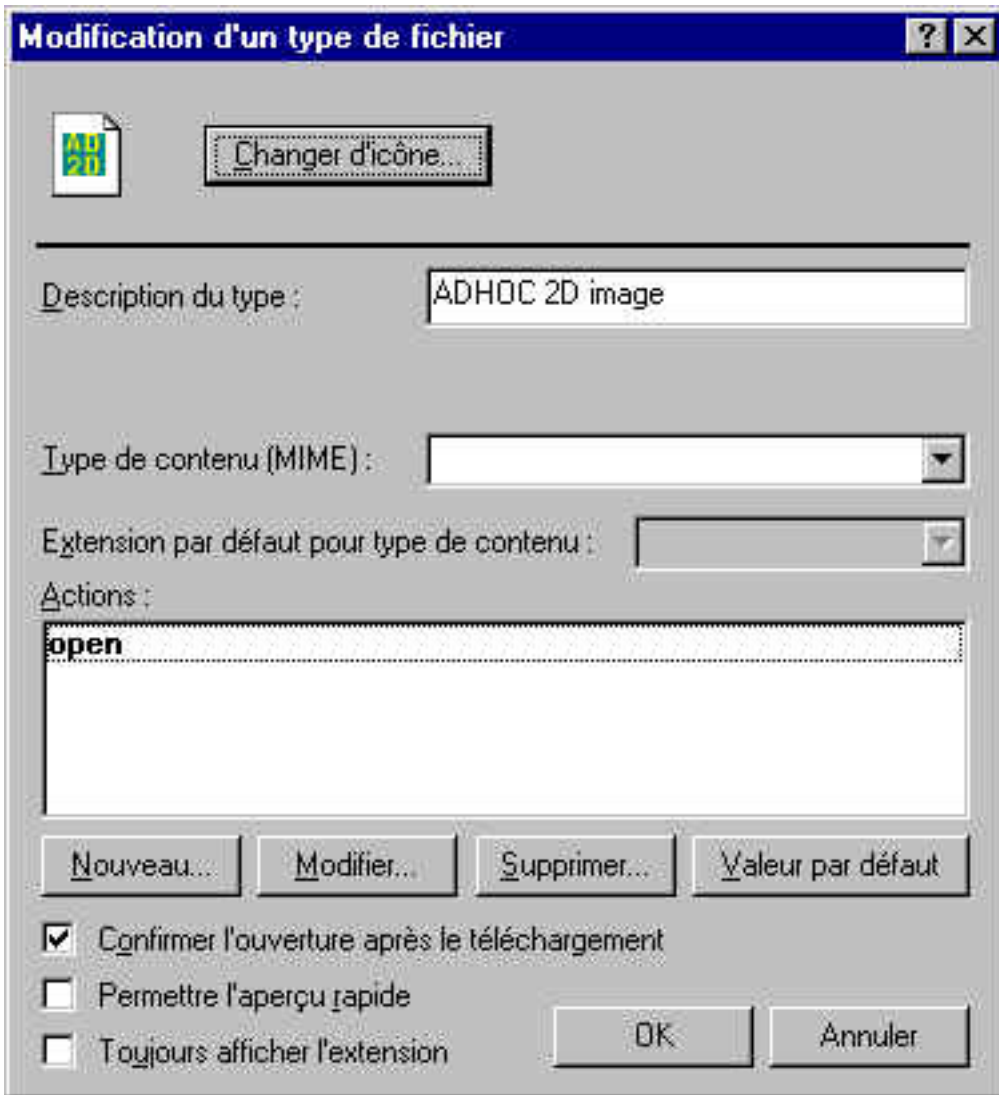 Modification d'un type de fichier
AD
2D
Changer d'icône...
Description du type : ADHOC 2D image
Type de contenu (MIME) :
Extension par défaut pour type de contenu :
Actions :
open
Nouveau... Modifier... Supprimer... Valeur par défaut
Confirmer l'ouverture après le téléchargement
Permettre l'aperçu rapide
Toujours afficher l'extension
OK Annuler